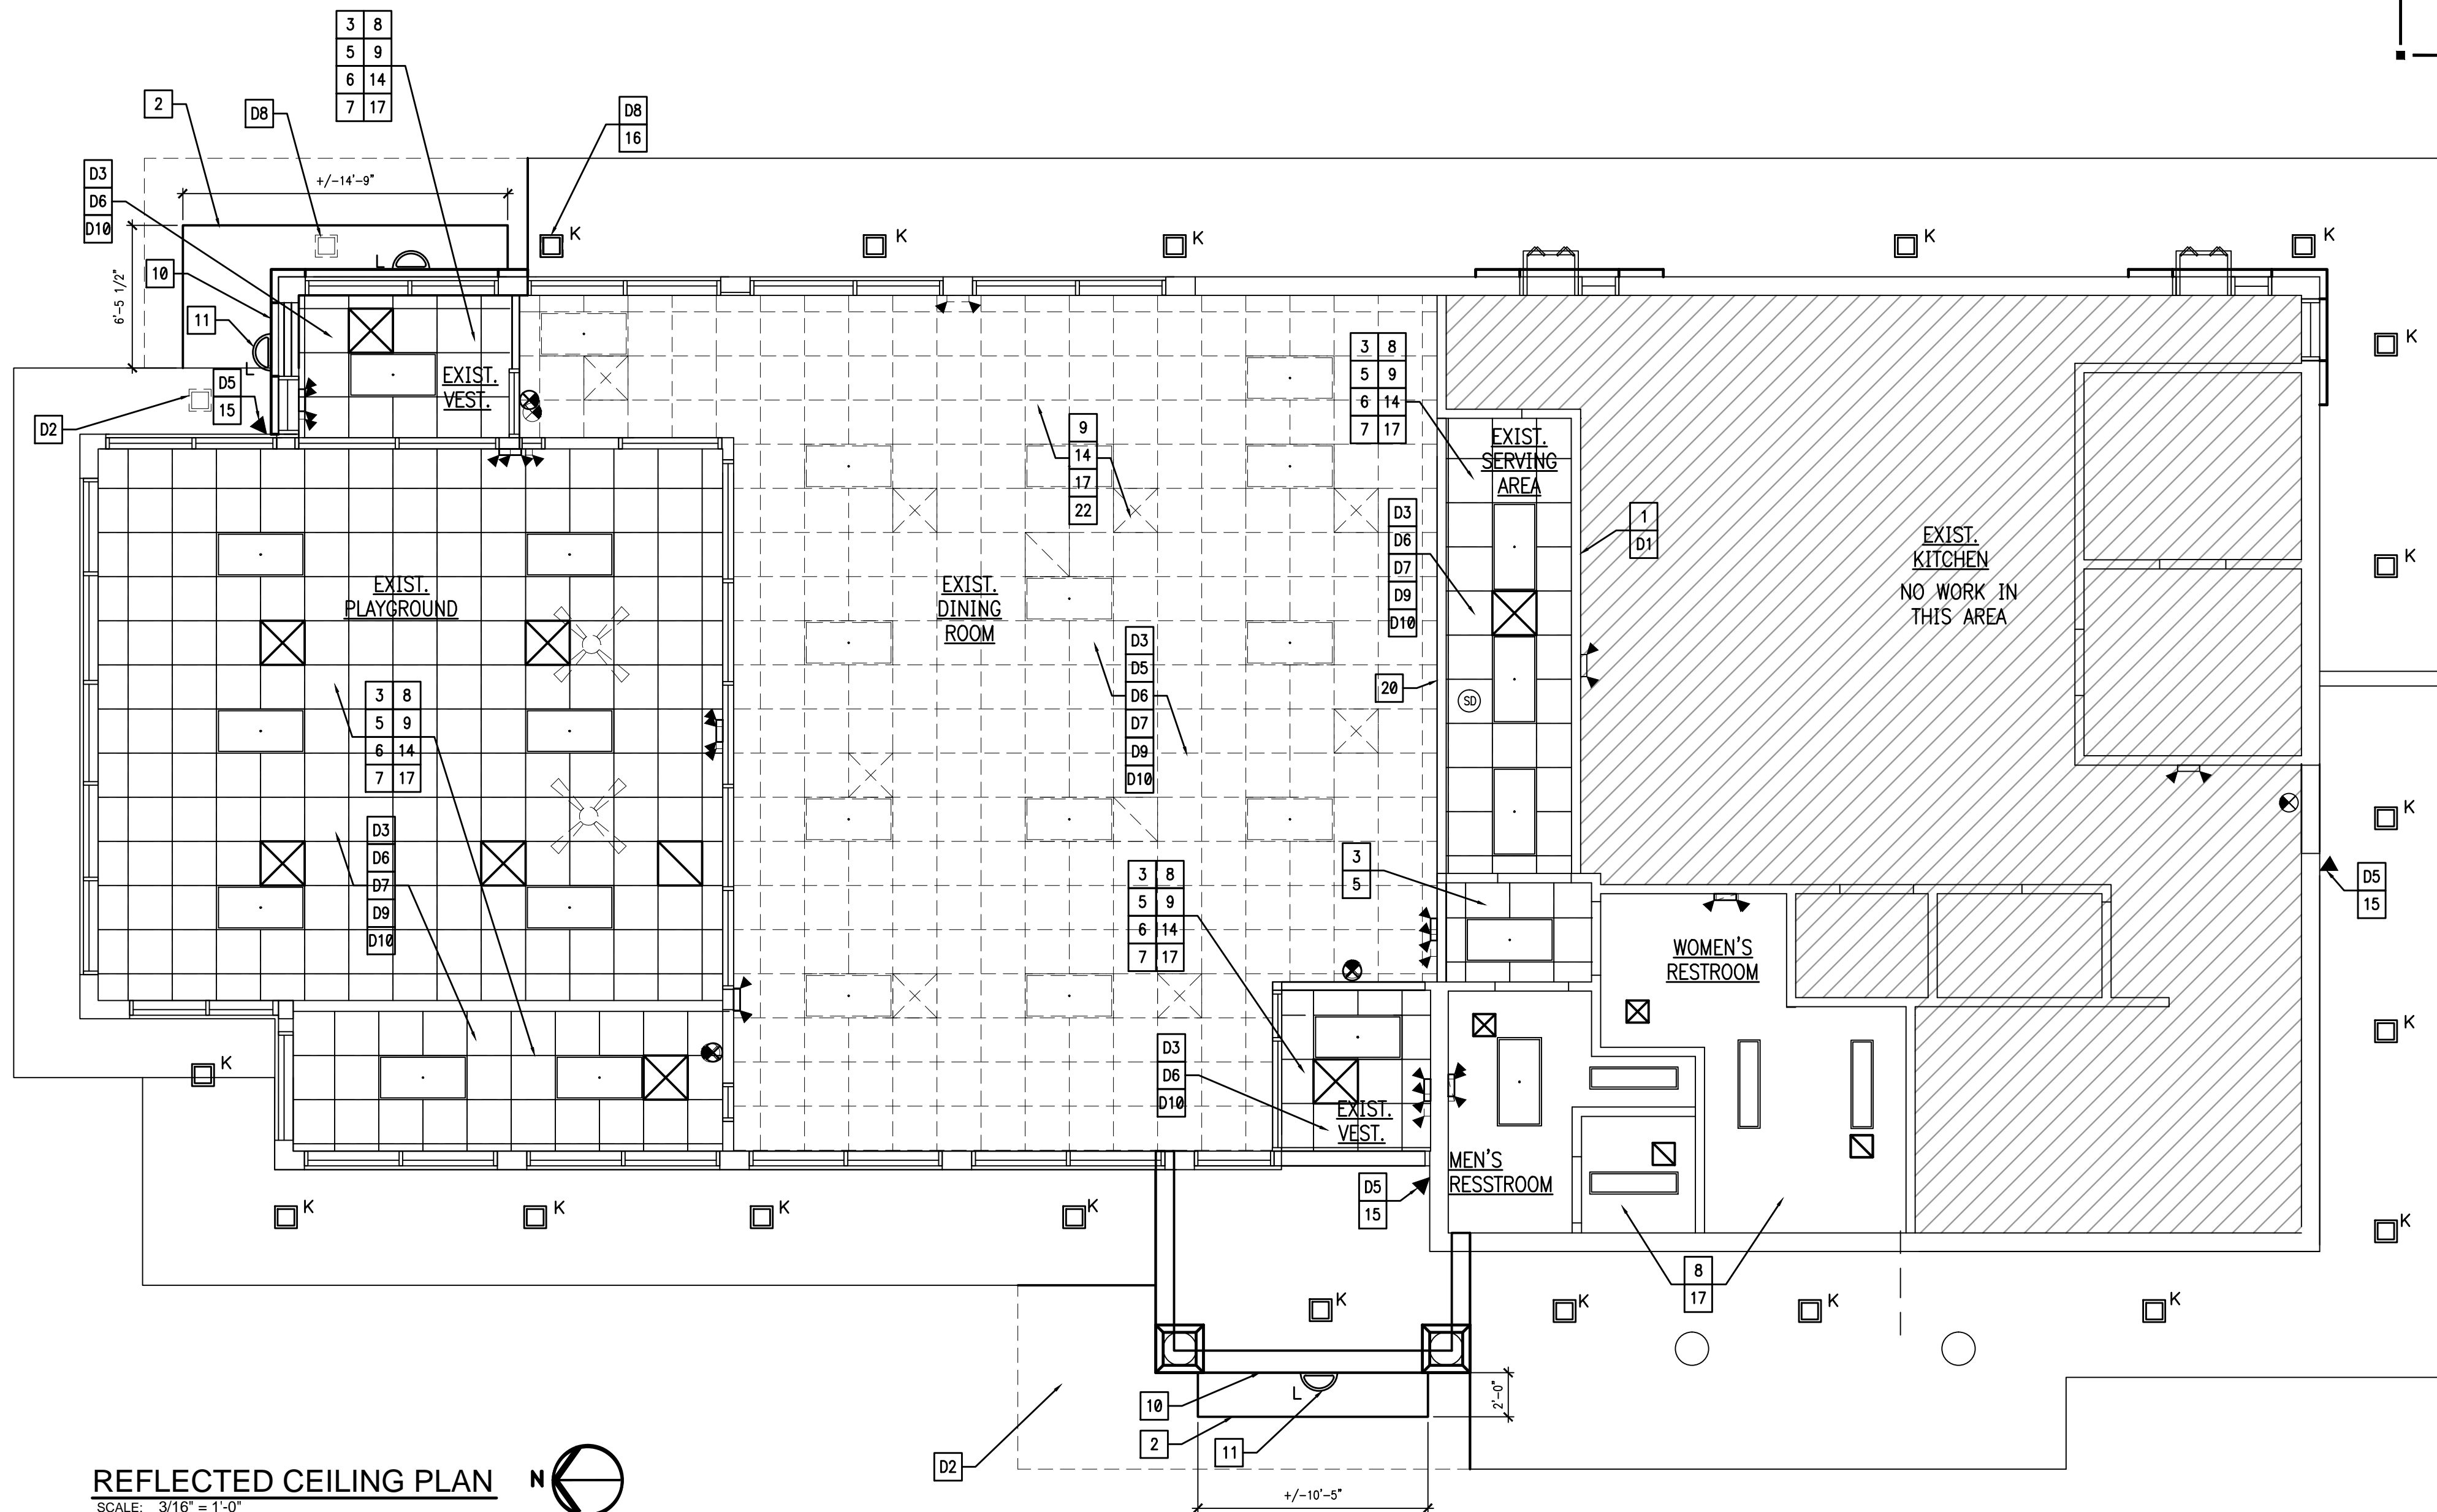 3 8
5 9
6 14
7 17
2
D8
D8
16
D3
D6
D10
+/-14'-9"
6'-5 1/2"
10
11
L
L
K
K
K
K
K
D5
15
D2
EXIST.
VEST.
3 8
5 9
6 14
7 17
K
9
14
17
22
EXIST.
SERVING
AREA
D3
D6
D7
D9
D10
1
D1
EXIST.
KITCHEN
NO WORK IN
THIS AREA
K
EXIST.
PLAYGROUND
EXIST.
DINING
ROOM
D3
D5
D6
D7
D9
D10
20
SD
3 8
5 9
6 14
7 17
D3
D6
D7
D9
D10
K
3
5
3 8
5 9
6 14
7 17
D5
15
WOMEN'S
RESTROOM
K
K
D3
D6
D10
EXIST.
VEST.
MEN'S
RESSTROOM
D5
15
K
K
K
K
K
8
17
K
K
K
K
10
L
2'-0"
2
11
D2
+/-10'-5"
REFLECTED CEILING PLAN
N
SCALE: 3/16" = 1'-0"